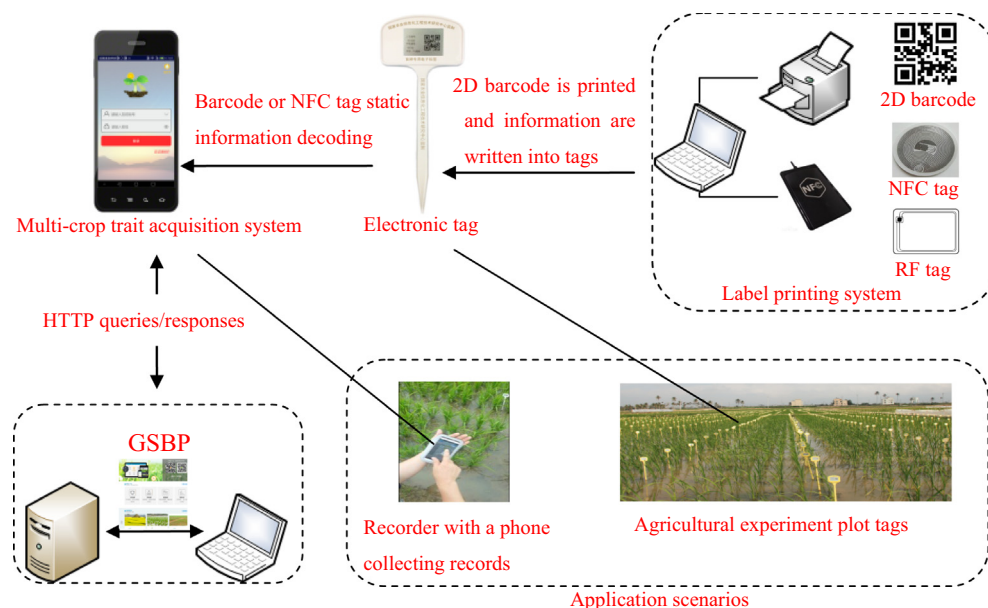 Barcode or NFC tag static
information decoding
2D barcode is printed
and information are
written into tags
2D barcode
NFC
NFC tag
RF tag
Label printing system
Multi-crop trait acquisition system
Electronic tag
HTTP queries/responses
GSBP
Recorder with a phone
collecting records
Agricultural experiment plot tags
Application scenarios